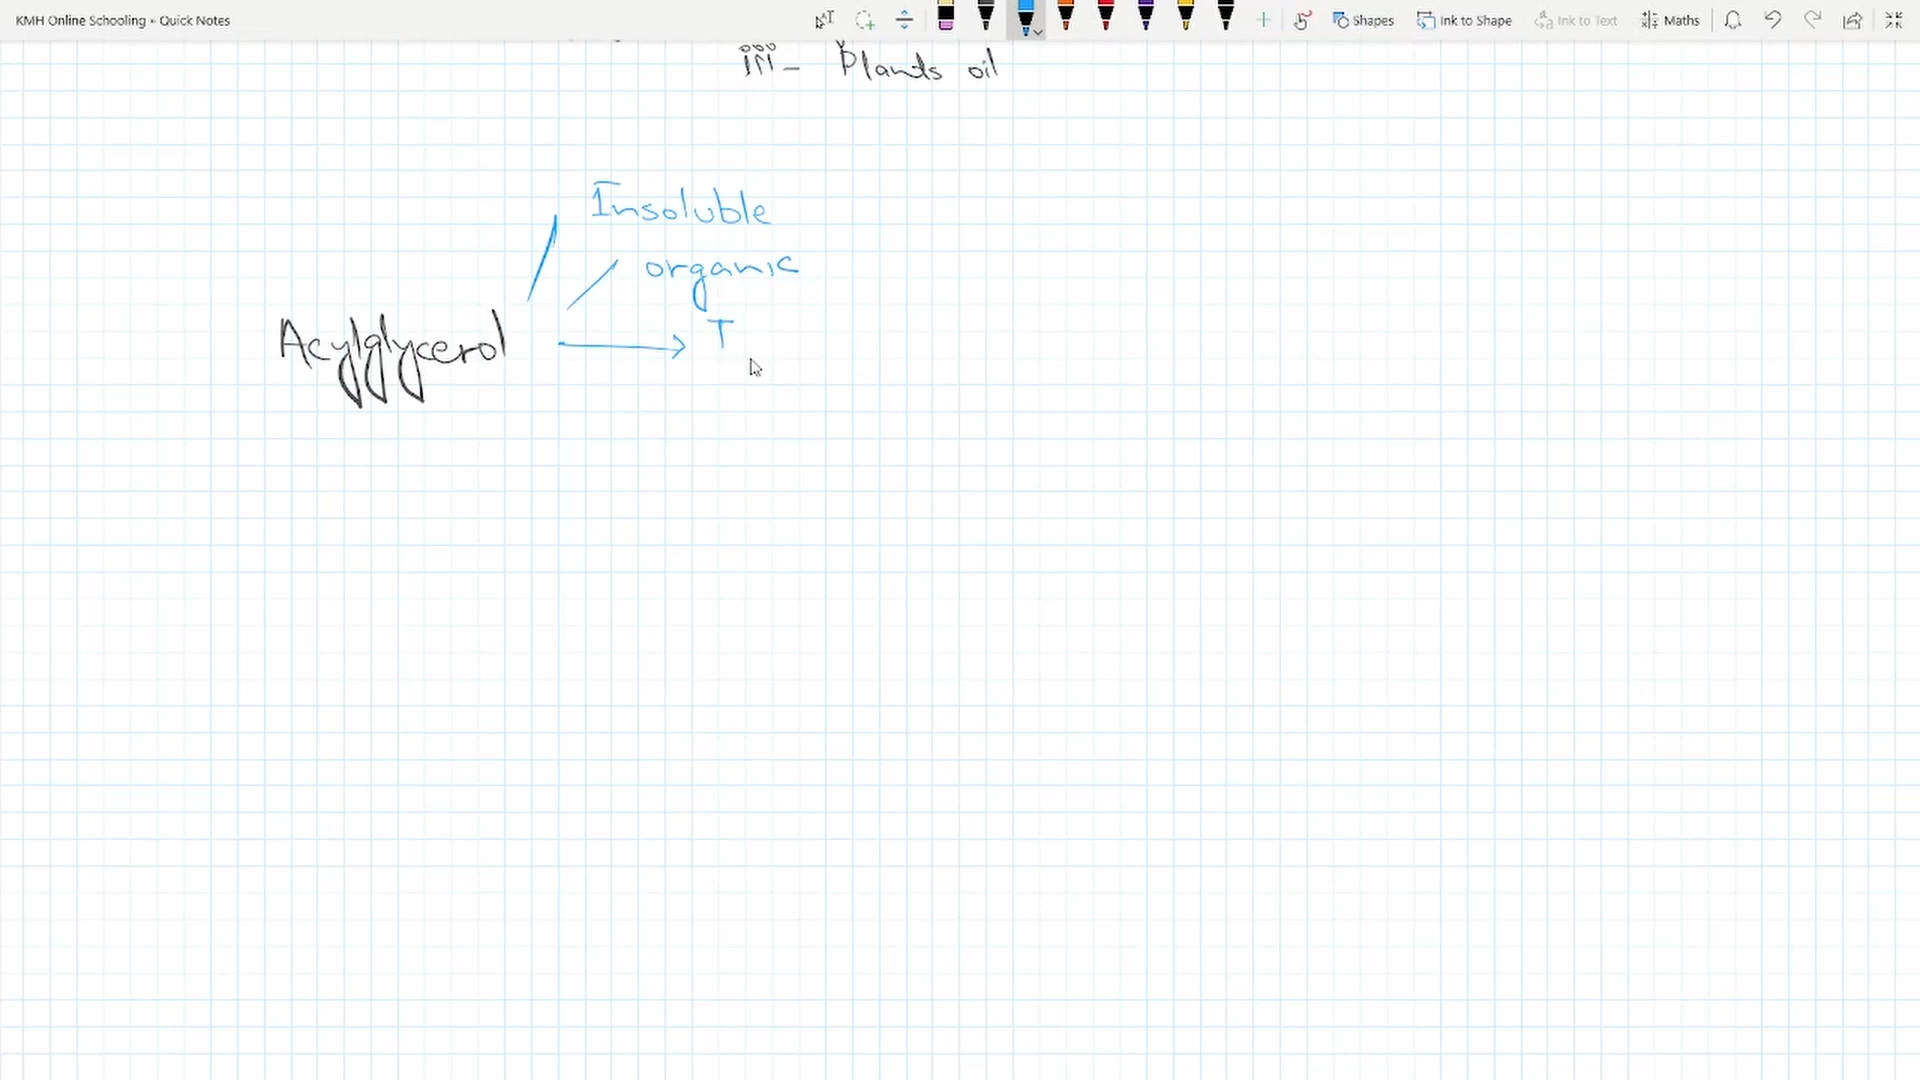 KMH Online Schooling » Quick Notes
Shapes Ink to Shape Ink to Text Maths
iii- Plants oil
Insoluble
organic
Acylglycerol
T